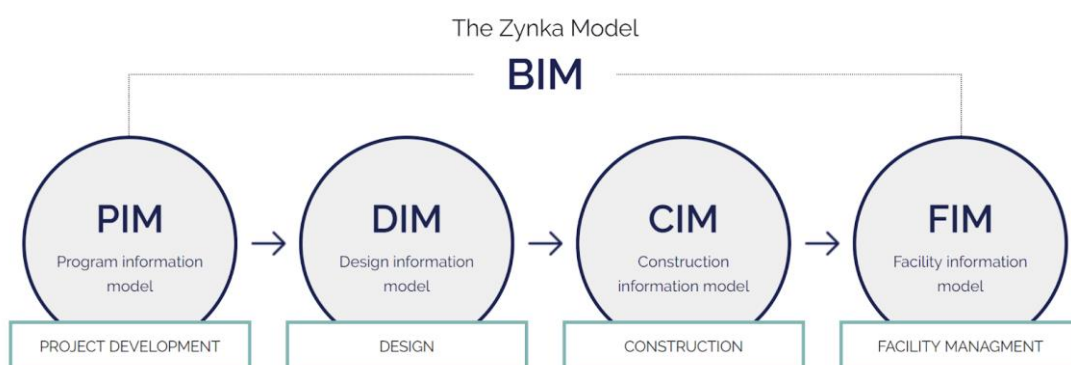 The Zynka Model
BIM
PIM
Program information
model
DIM
Design information
model
CIM
Construction
information model
FIM
Facility information
model
PROJECT DEVELOPMENT
DESIGN
CONSTRUCTION
FACILITY MANAGMENT